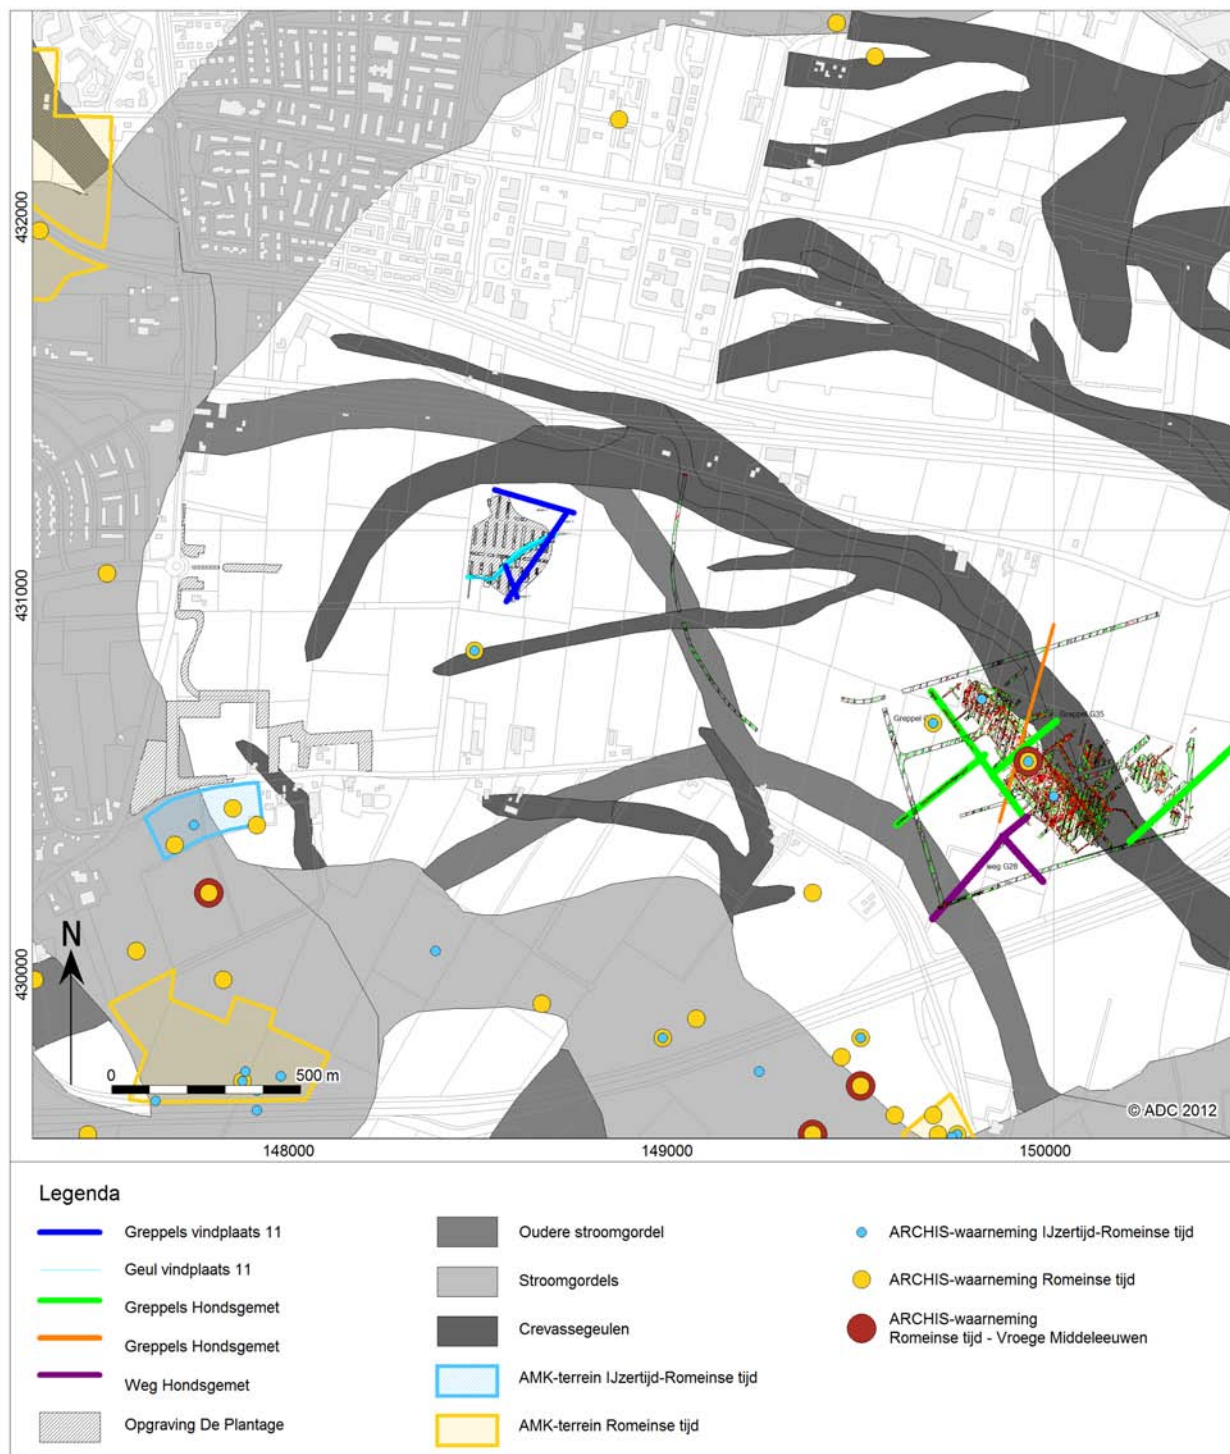 432000
431000
430000
Greppel
Greppel G35
weg G28
N
0
500 m
© ADC 2012
148000
149000
150000
Legenda
Greppels vindplaats 11
Geul vindplaats 11
Greppels Hondsgemet
Greppels Hondsgemet
Weg Hondsgemet
Opgraving De Plantage
Oudere stroomgordel
Stroomgordels
Crevassegeulen
AMK-terrein IJzertijd-Romeinse tijd
AMK-terrein Romeinse tijd
ARCHIS-waarneming IJzertijd-Romeinse tijd
ARCHIS-waarneming Romeinse tijd
ARCHIS-waarneming
Romeinse tijd - Vroege Middeleeuwen